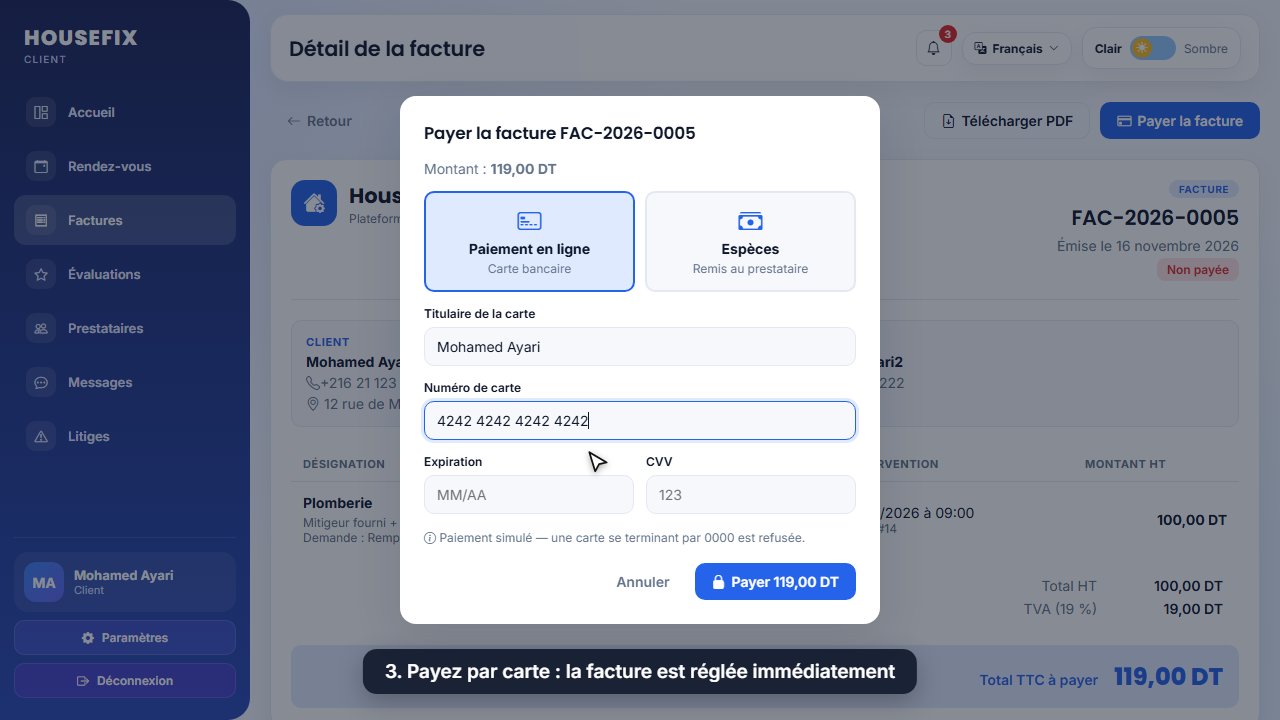 HOUSEFIX
CLIENT
Accueil
Rendez-vous
Factures
Évaluations
Prestataires
Messages
Litiges
MA
Mohamed Ayari
Client
Paramètres
Déconnexion
Détail de la facture
3
Français
Clair
Sombre
← Retour
Télécharger PDF
Payer la facture
Hous
Plateform
FACTURE
FAC-2026-0005
Émise le 16 novembre 2026
Non payée
CLIENT
Mohamed Aya
+216 21 123
12 rue de M
ari2
222
DÉSIGNATION
RVENTION
MONTANT HT
Plomberie
Mitigeur fourni +
Demande : Remp
/2026 à 09:00
#14
100,00 DT
Total HT
100,00 DT
TVA (19 %)
19,00 DT
Total TTC à payer
119,00 DT
Payer la facture FAC-2026-0005
Montant : 119,00 DT
Paiement en ligne
Carte bancaire
Espèces
Remis au prestataire
Titulaire de la carte
Mohamed Ayari
Numéro de carte
4242 4242 4242 4242
Expiration
CVV
MM/AA
123
Paiement simulé — une carte se terminant par 0000 est refusée.
Annuler
Payer 119,00 DT
3. Payez par carte : la facture est réglée immédiatement